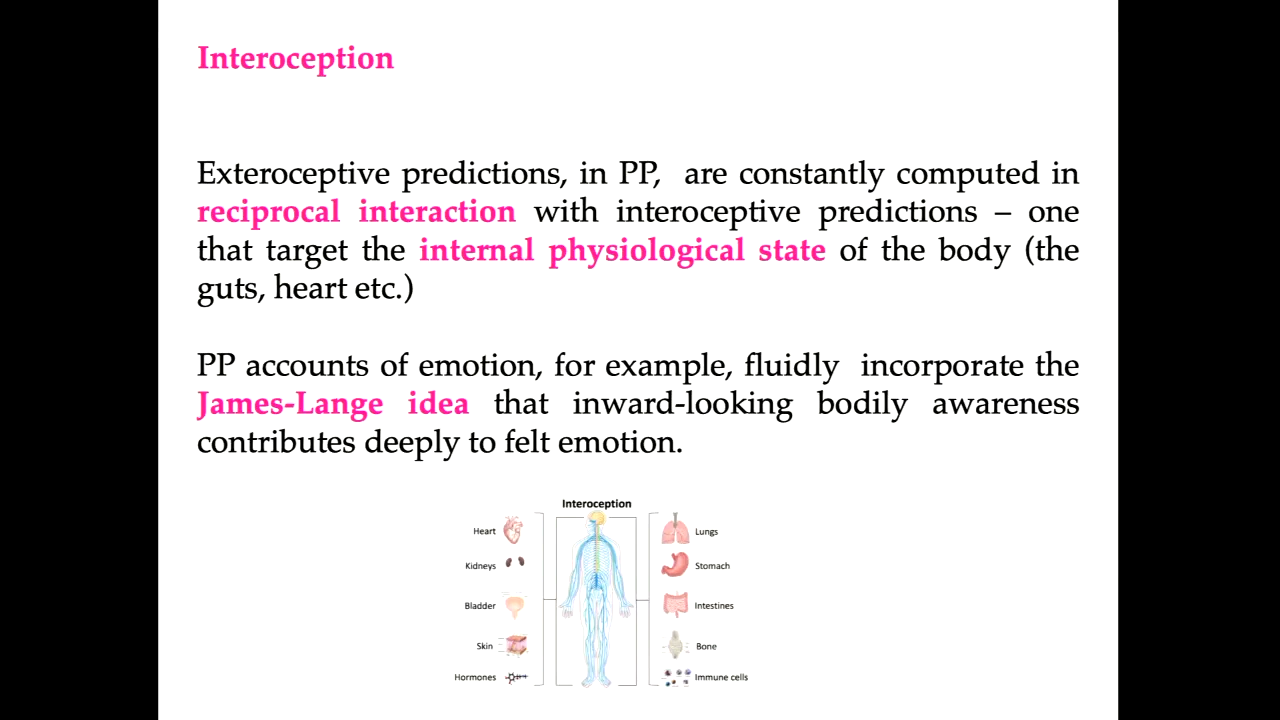 Interoception
Exteroceptive predictions, in PP, are constantly computed in
reciprocal interaction with interoceptive predictions – one
that target the internal physiological state of the body (the
guts, heart etc.)
PP accounts of emotion, for example, fluidly incorporate the
James-Lange idea that inward-looking bodily awareness
contributes deeply to felt emotion.
Interoception
Heart
Kidneys
Bladder
Skin
Hormones
Lungs
Stomach
Intestines
Bone
Immune cells